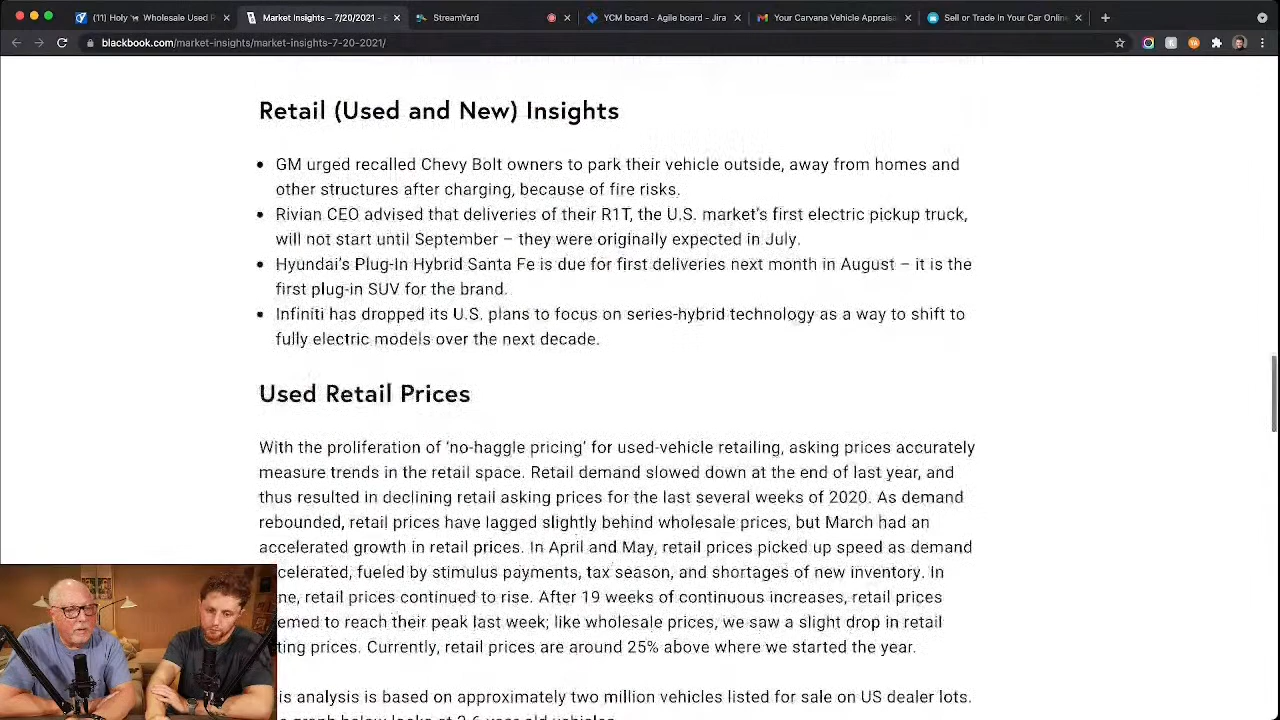 (11) Holy Wholesale Used P
Market Insights – 7/20/2021 -
StreamYard
YCM board - Agile board - Jira
Your Carvana Vehicle Appraisa
Sell or Trade In Your Car Online
blackbook.com/market-insights/market-insights-7-20-2021/
Retail (Used and New) Insights
• GM urged recalled Chevy Bolt owners to park their vehicle outside, away from homes and
other structures after charging, because of fire risks.
• Rivian CEO advised that deliveries of their R1T, the U.S. market's first electric pickup truck,
will not start until September – they were originally expected in July.
• Hyundai's Plug-In Hybrid Santa Fe is due for first deliveries next month in August – it is the
first plug-in SUV for the brand.
• Infiniti has dropped its U.S. plans to focus on series-hybrid technology as a way to shift to
fully electric models over the next decade.
Used Retail Prices
With the proliferation of 'no-haggle pricing' for used-vehicle retailing, asking prices accurately
measure trends in the retail space. Retail demand slowed down at the end of last year, and
thus resulted in declining retail asking prices for the last several weeks of 2020. As demand
rebounded, retail prices have lagged slightly behind wholesale prices, but March had an
accelerated growth in retail prices. In April and May, retail prices picked up speed as demand
celerated, fueled by stimulus payments, tax season, and shortages of new inventory. In
ne, retail prices continued to rise. After 19 weeks of continuous increases, retail prices
emed to reach their peak last week; like wholesale prices, we saw a slight drop in retail
ting prices. Currently, retail prices are around 25% above where we started the year.
is analysis is based on approximately two million vehicles listed for sale on US dealer lots.